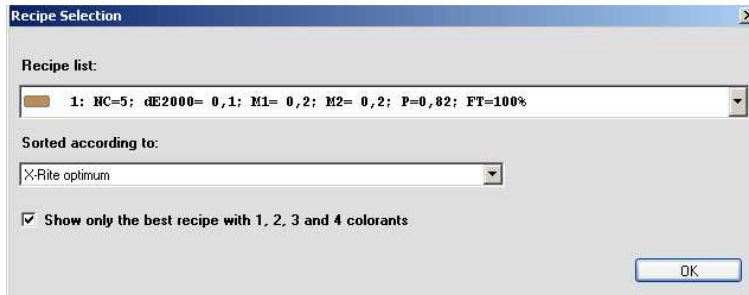 Recipe Selection
Recipe list:
1: NC=5; dE2000= 0,1; M1= 0,2; M2= 0,2; P=0,82; FT=100%
Sorted according to:
X-Rite optimum
Show only the best recipe with 1, 2, 3 and 4 colorants
OK